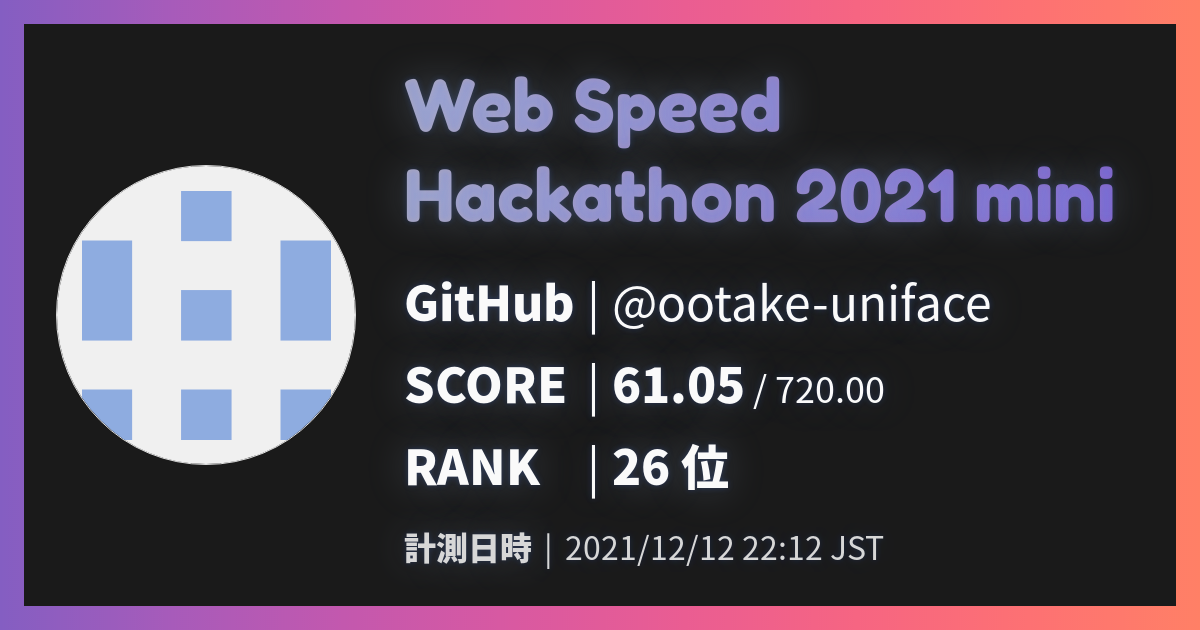 Web Speed
Hackathon 2021 mini
GitHub | @ootake-uniface
SCORE | 61.05 / 720.00
RANK | 26 位
計測日時 | 2021/12/12 22:12 JST